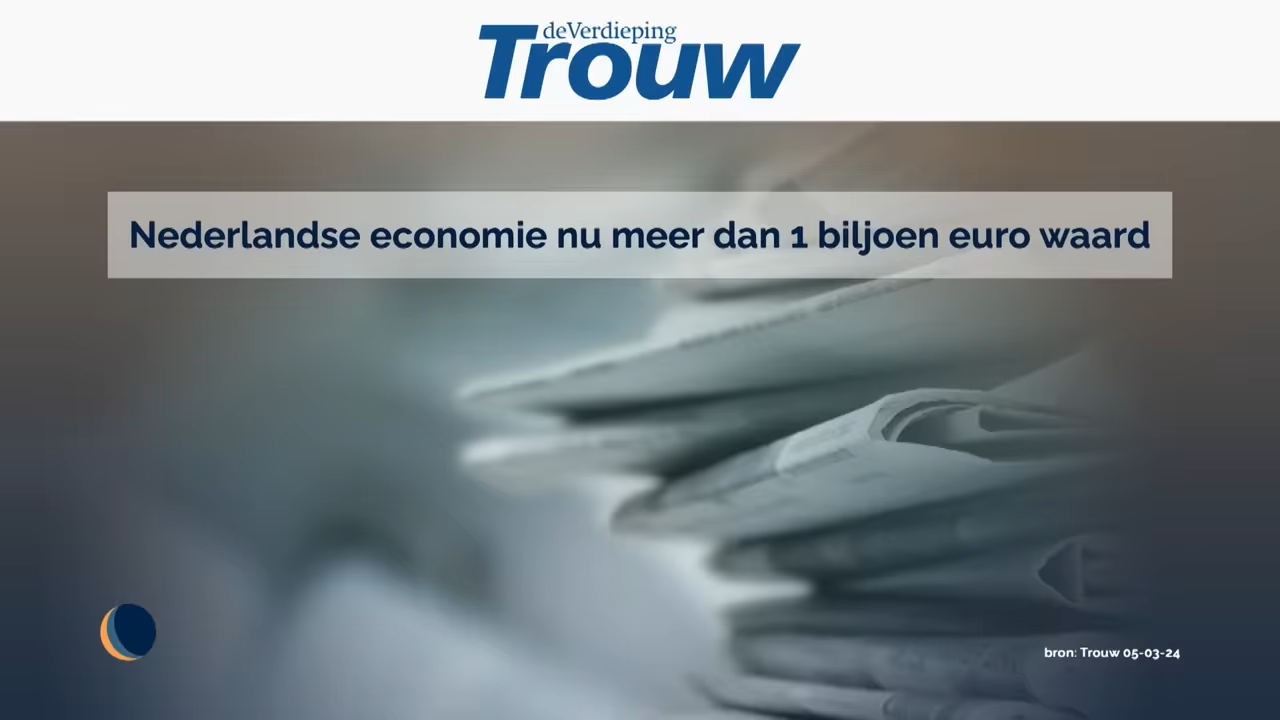 deVerdieping
Trouw
Nederlandse economie nu meer dan 1 biljoen euro waard
bron: Trouw 05-03-24